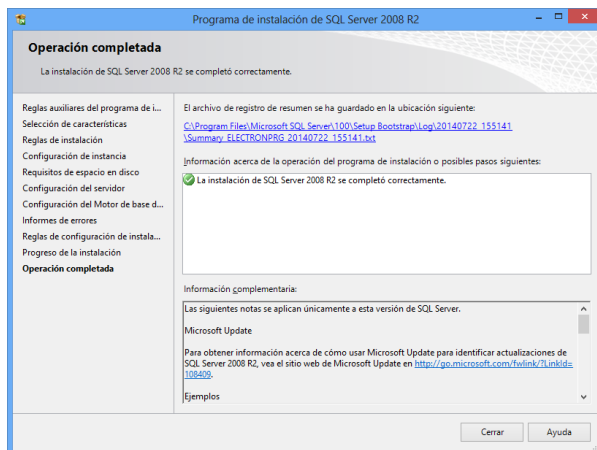 Programa de instalación de SQL Server 2008 R2
Operación completada
La instalación de SQL Server 2008 R2 se completó correctamente.
Reglas auxiliares del programa de i...
Selección de características
Reglas de instalación
Configuración de instancia
Requisitos de espacio en disco
Configuración del servidor
Configuración del Motor de base d...
Informes de errores
Reglas de configuración de instala...
Progreso de la instalación
Operación completada
El archivo de registro de resumen se ha guardado en la ubicación siguiente:
C:\Program Files\Microsoft SQL Server\100\Setup Bootstrap\Log\20140722_155141
\Summary_ELECTRONPRG_20140722_155141.txt
Información acerca de la operación del programa de instalación o posibles pasos siguientes:
La instalación de SQL Server 2008 R2 se completó correctamente.
Información complementaria:
Las siguientes notas se aplican únicamente a esta versión de SQL Server.
Microsoft Update
Para obtener información acerca de cómo usar Microsoft Update para identificar actualizaciones de
SQL Server 2008 R2, vea el sitio web de Microsoft Update en http://go.microsoft.com/fwlink/?LinkId=
108409.
Ejemplos
Cerrar
Ayuda